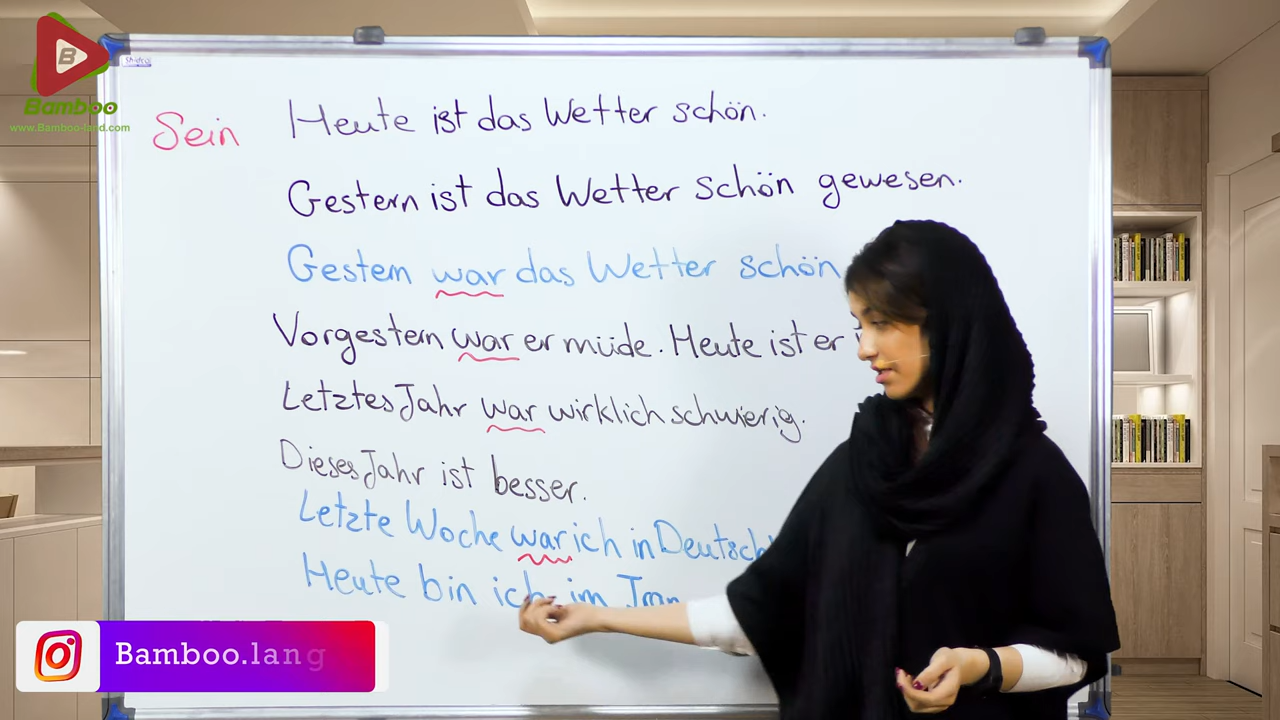 Bamboo
www.Bamboo-land.com
Sein
Heute ist das Wetter schön.
Gestern ist das Wetter schön gewesen.
Gestern war das Wetter schön
Vorgestern war er müde. Heute ist er
Letztes Jahr war wirklich schwierig.
Dieses Jahr ist besser.
Letzte Woche war ich in Deutsch
Heute bin ich im Iran
Bamboo.lang